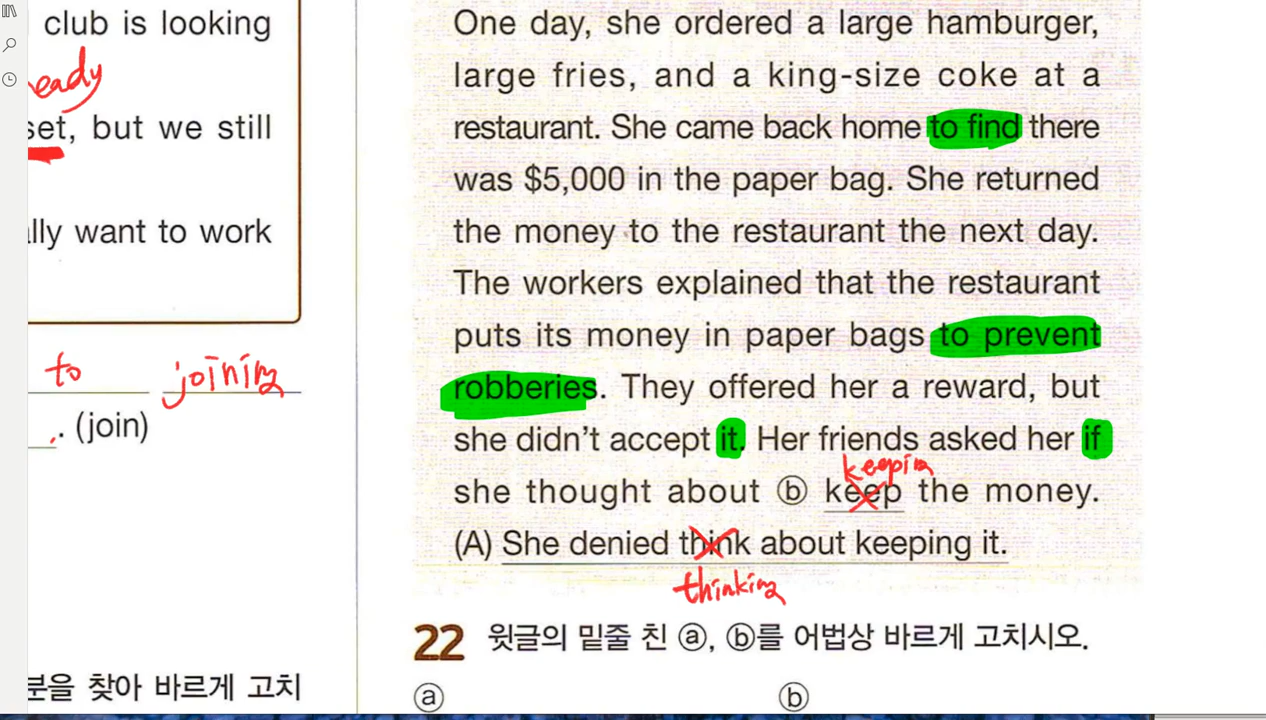 club is looking
eady
set, but we still
ally want to work
to joining
. (join)
분을 찾아 바르게 고치
One day, she ordered a large hamburger,
large fries, and a king-size coke at a
restaurant. She came back home to find there
was $5,000 in the paper bag. She returned
the money to the restaurant the next day.
The workers explained that the restaurant
puts its money in paper bags to prevent
robberies. They offered her a reward, but
she didn't accept it. Her friends asked her if
keeping
she thought about ⓑ keep the money.
(A) She denied think about keeping it.
thinking
22 윗글의 밑줄 친 ⓐ, ⓑ를 어법상 바르게 고치시오.
ⓐ ⓑ